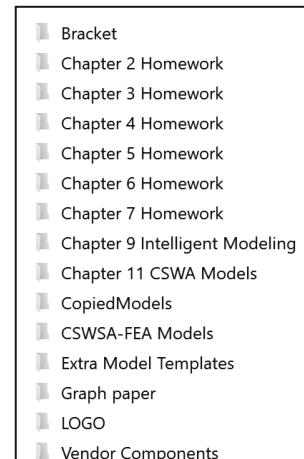 Bracket
Chapter 2 Homework
Chapter 3 Homework
Chapter 4 Homework
Chapter 5 Homework
Chapter 6 Homework
Chapter 7 Homework
Chapter 9 Intelligent Modeling
Chapter 11 CSWA Models
CopiedModels
CSWSA-FEA Models
Extra Model Templates
Graph paper
LOGO
Vendor Components